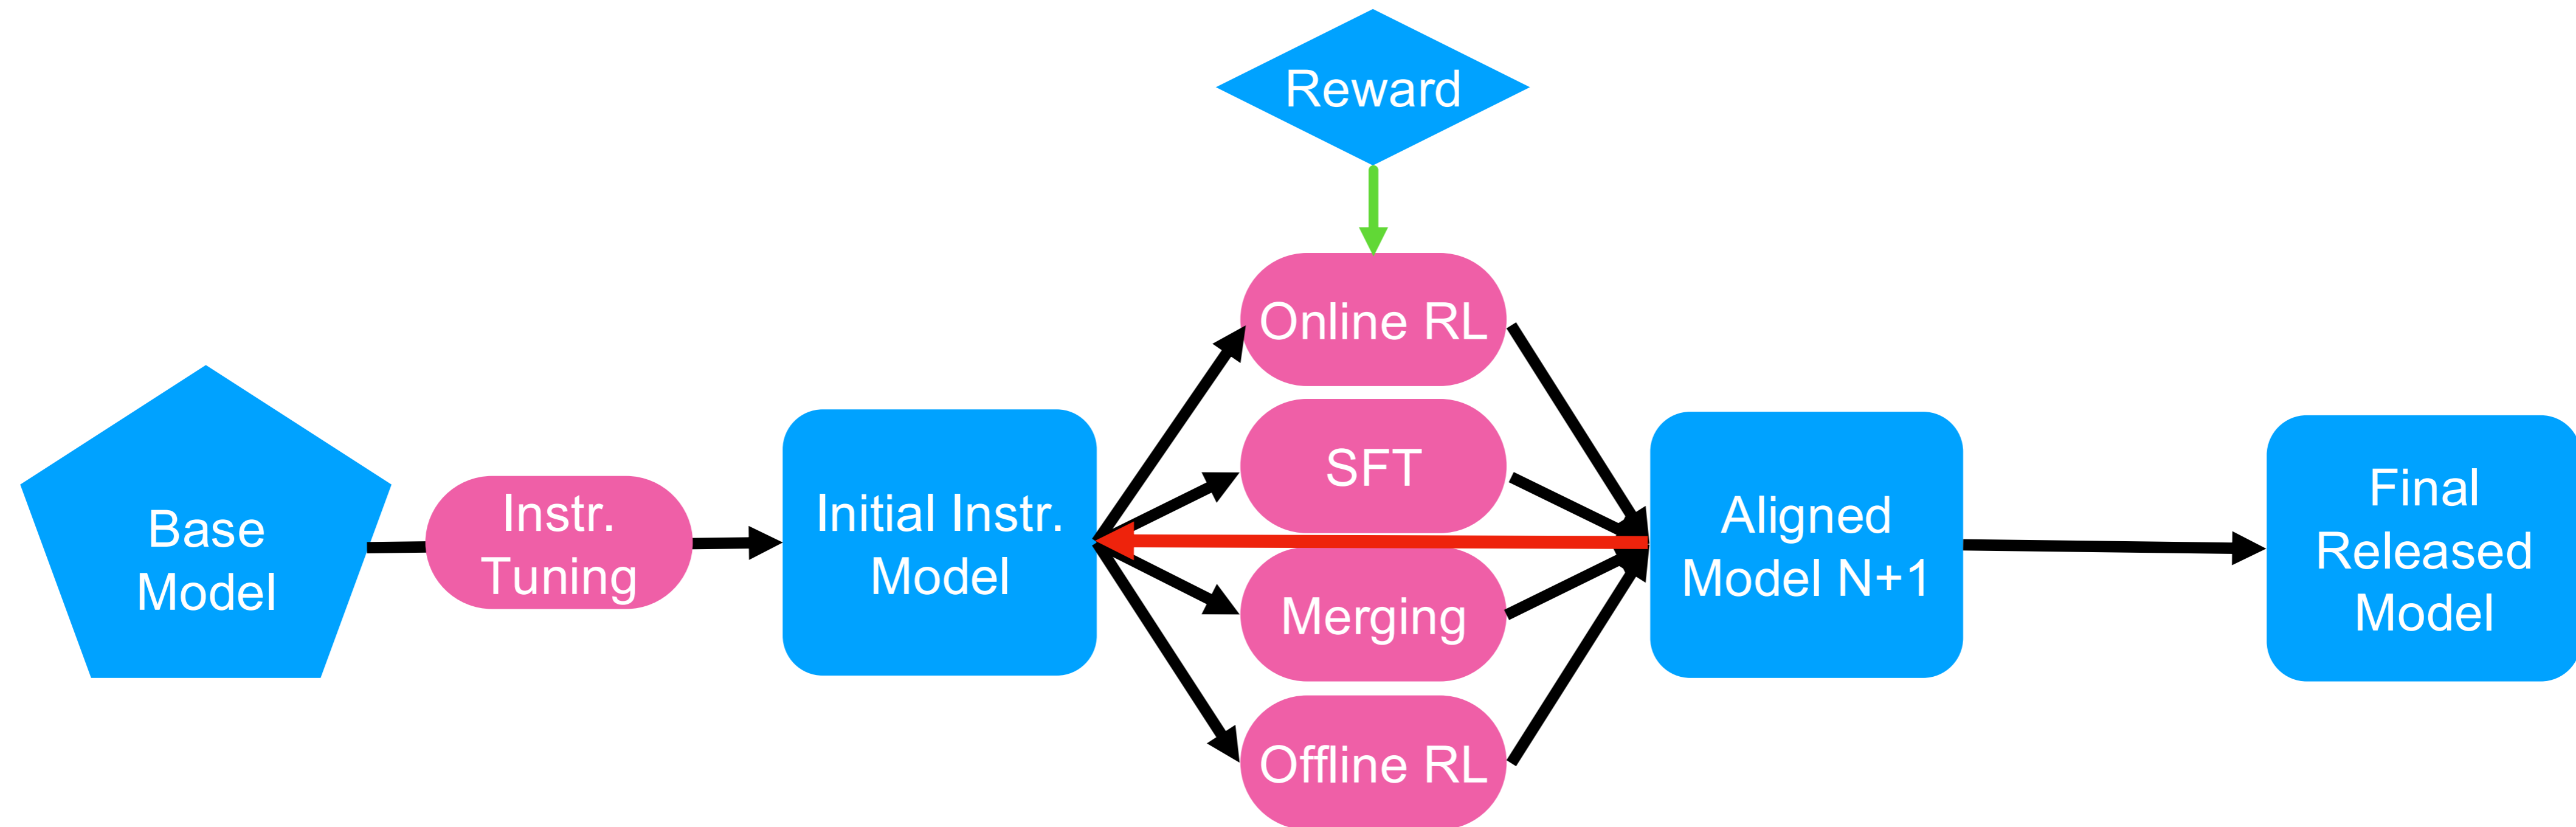 Reward
Online RL
SFT
Merging
Offline RL
Base
Model
Instr.
Tuning
Initial Instr.
Model
Aligned
Model N+1
Final
Released
Model